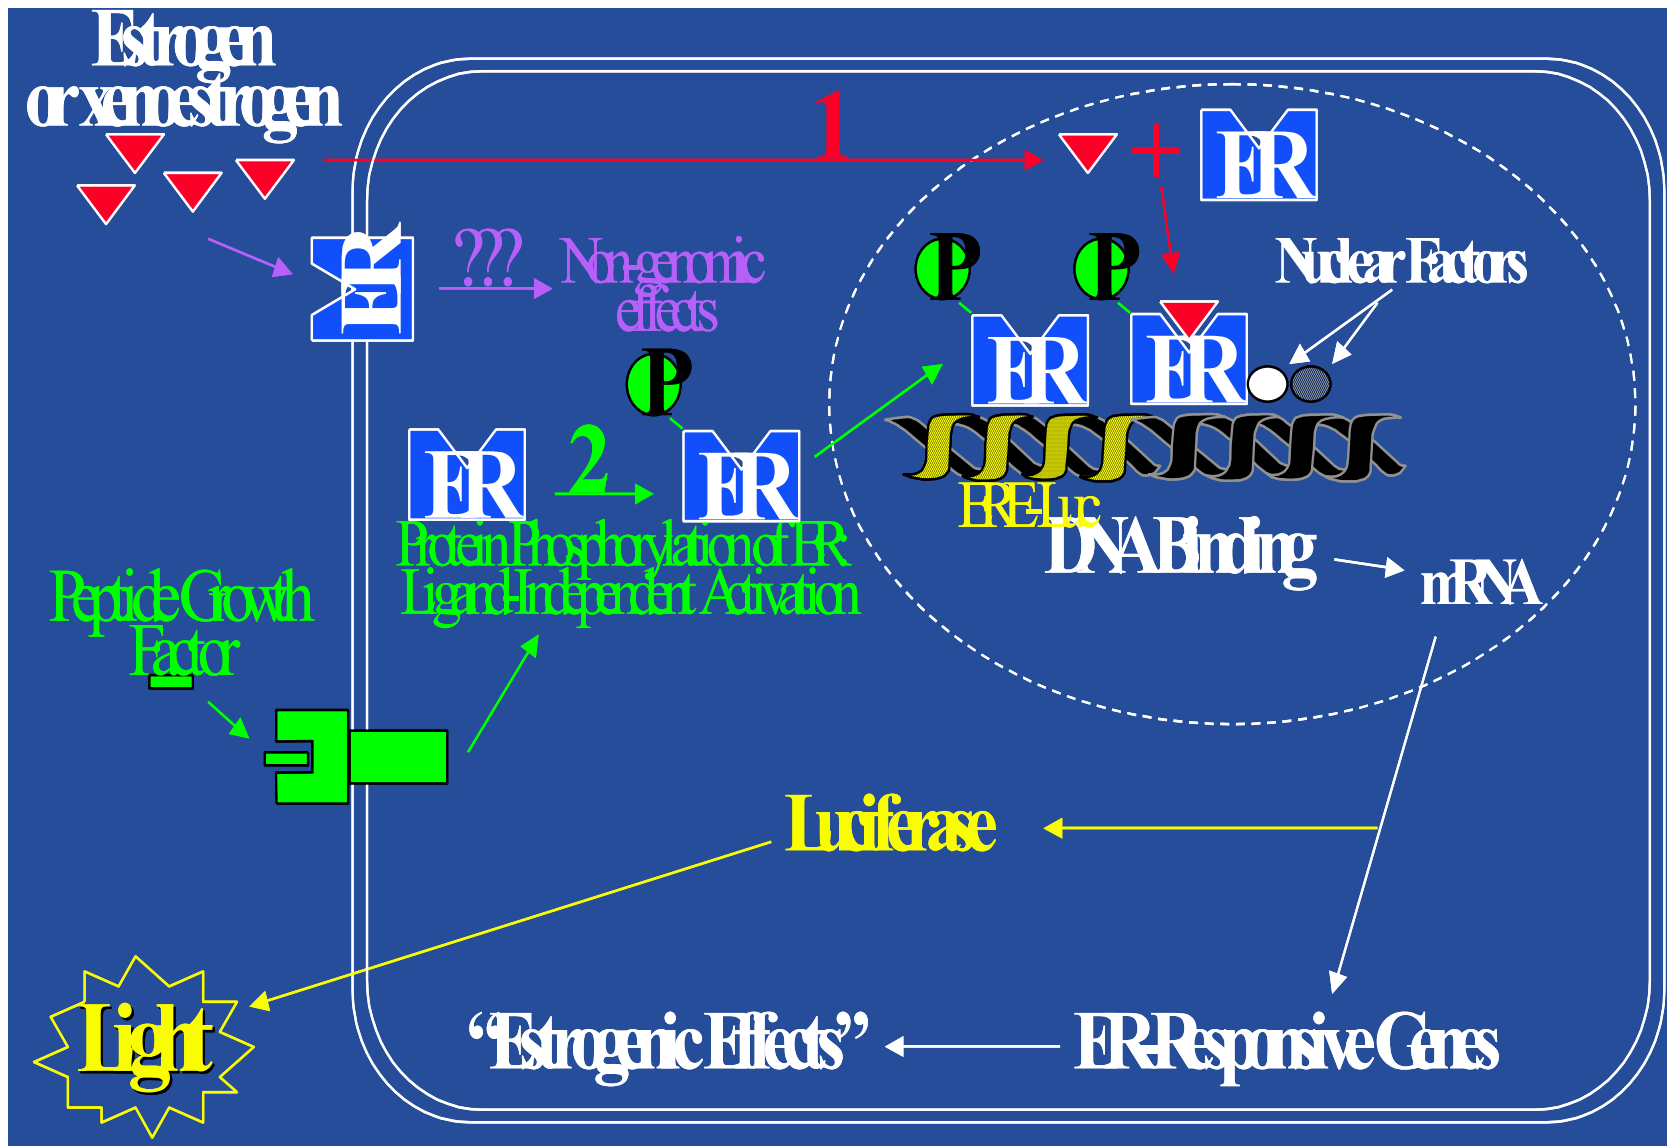 Estrogen
or xenoestrogen
1
+
ER
ER
???
Non-genomic
effects
P
P
Nuclear Factors
ER
ER
P
ER
2
ER
ERE-Luc
Protein Phosphorylation of ER
Ligand-Independent Activation
DNA Binding
mRNA
Peptide Growth
Factor
Luciferase
Light
“Estrogenic Effects”
ER-Responsive Genes